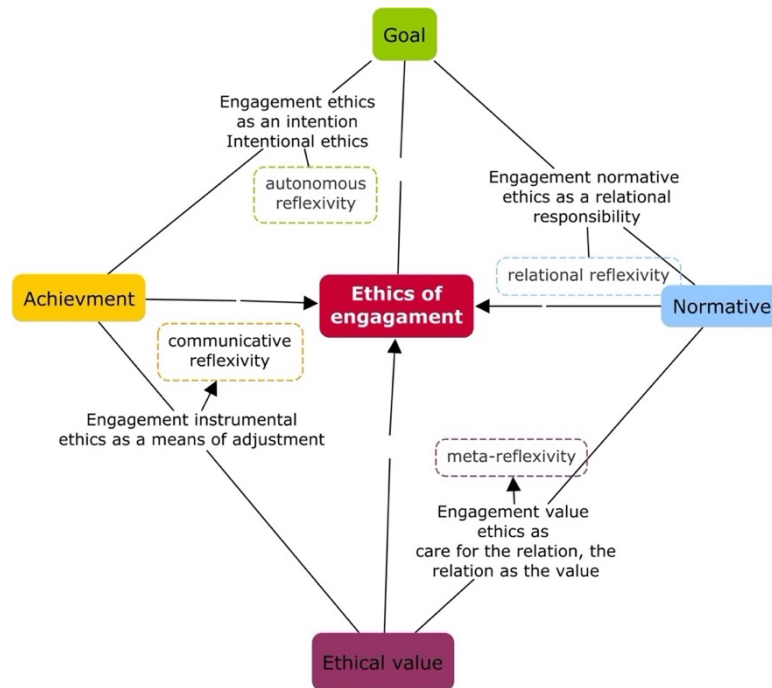 Goal
Engagement ethics
as an intention
Intentional ethics
autonomous
reflexivity
Engagement normative
ethics as a relational
responsibility
relational reflexivity
Achievment
Ethics of
engagament
Normative
communicative
reflexivity
Engagement instrumental
ethics as a means of adjustment
meta-reflexivity
Engagement value
ethics as
care for the relation, the
relation as the value
Ethical value